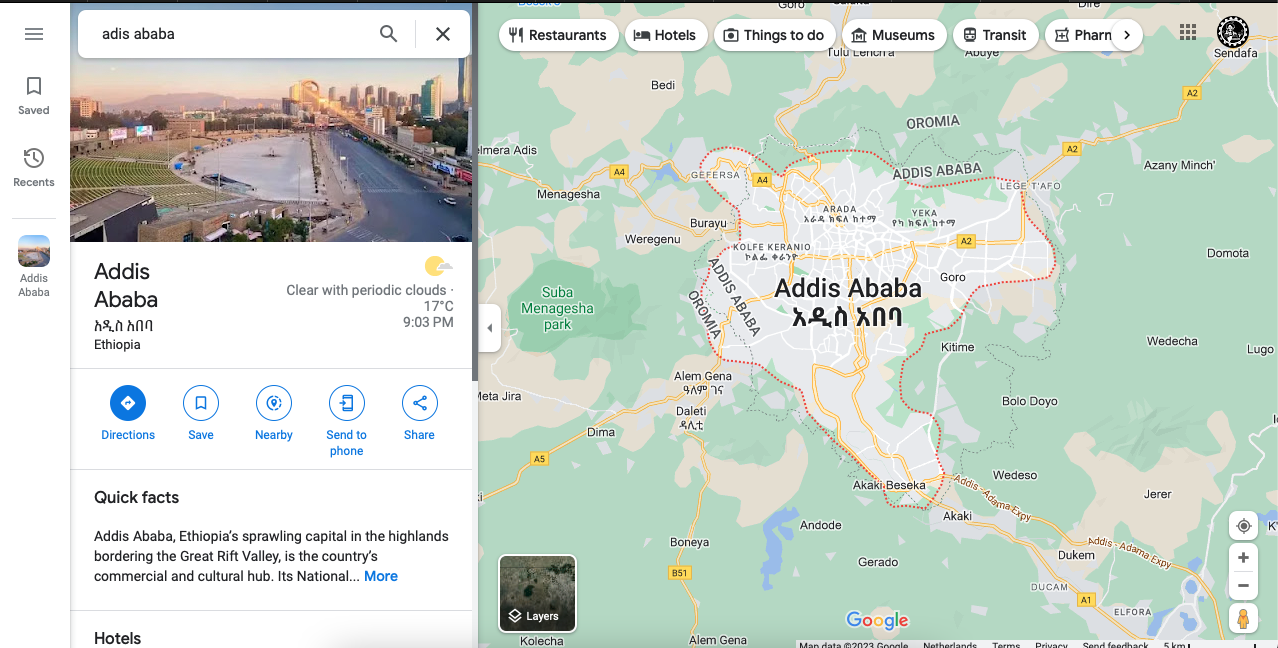 adis ababa
Saved
Recents
Addis
Ababa
Addis
Ababa
አዲስ አበባ
Ethiopia
Clear with periodic clouds ·
17°C
9:03 PM
Directions
Save
Nearby
Send to
phone
Share
Quick facts
Addis Ababa, Ethiopia’s sprawling capital in the highlands
bordering the Great Rift Valley, is the country’s
commercial and cultural hub. Its National... More
Hotels
Restaurants
Hotels
Things to do
Museums
Transit
Pharm
Goro
Dire
Tulu Lencha
Abuye
Sendafa
Bedi
A2
OROMIA
elmera Adis
A2
Azany Minch'
A4
GEFERSA
A4
ADDIS ABABA
LEGE T'AFO
Menagesha
ARADA
አራዳ ክፍለ ከተማ
YEKA
የካ ክፍለ ከተማ
Burayu
Weregenu
KOLFE KERANIO
ኮልፌ ቀራንዮ
A2
Domota
ADDIS ABABA
OROMIA
Goro
Addis Ababa
አዲስ አበባ
Suba
Menagesha
park
Kitime
Wedecha
Lugo
Alem Gena
ዓለም ገና
Meta Jira
Daleti
ዳሌቲ
Bolo Doyo
Dima
A5
Akaki Beseka
Wedeso
Addis - Adama Expy
Jerer
Akaki
Andode
Boneya
Addis - Adama Expy
Dukem
Gerado
B51
DUCAM
A1
ELFORA
Layers
Google
Kolecha
Alem Gena
Map data ©2023 Google
Netherlands
Terms
Privacy
Send feedback
5 km